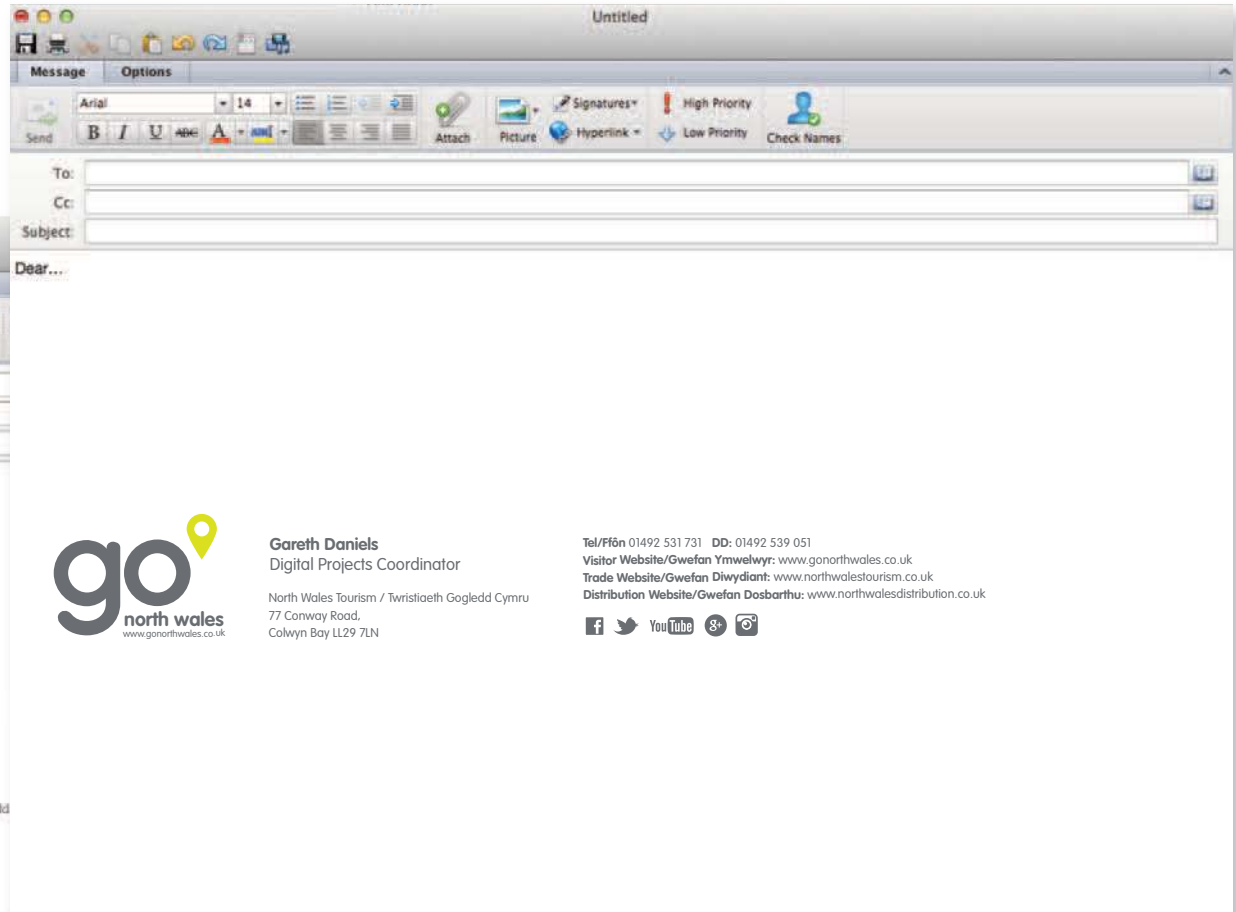 Untitled
Message Options
Arial 14
Signatures
High Priority
B I U ABC A
Send
Attach
Picture
Hyperlink
Low Priority
Check Names
To:
Cc:
Subject:
Dear...
go
north wales
www.gonorthwales.co.uk
Gareth Daniels
Digital Projects Coordinator
North Wales Tourism / Twristiaeth Gogledd Cymru
77 Conway Road,
Colwyn Bay LL29 7LN
Tel/Ffôn 01492 531 731 DD: 01492 539 051
Visitor Website/Gwefan Ymwelwyr: www.gonorthwales.co.uk
Trade Website/Gwefan Diwydiant: www.northwalestourism.co.uk
Distribution Website/Gwefan Dosbarthu: www.northwalesdistribution.co.uk
f YouTube 8+